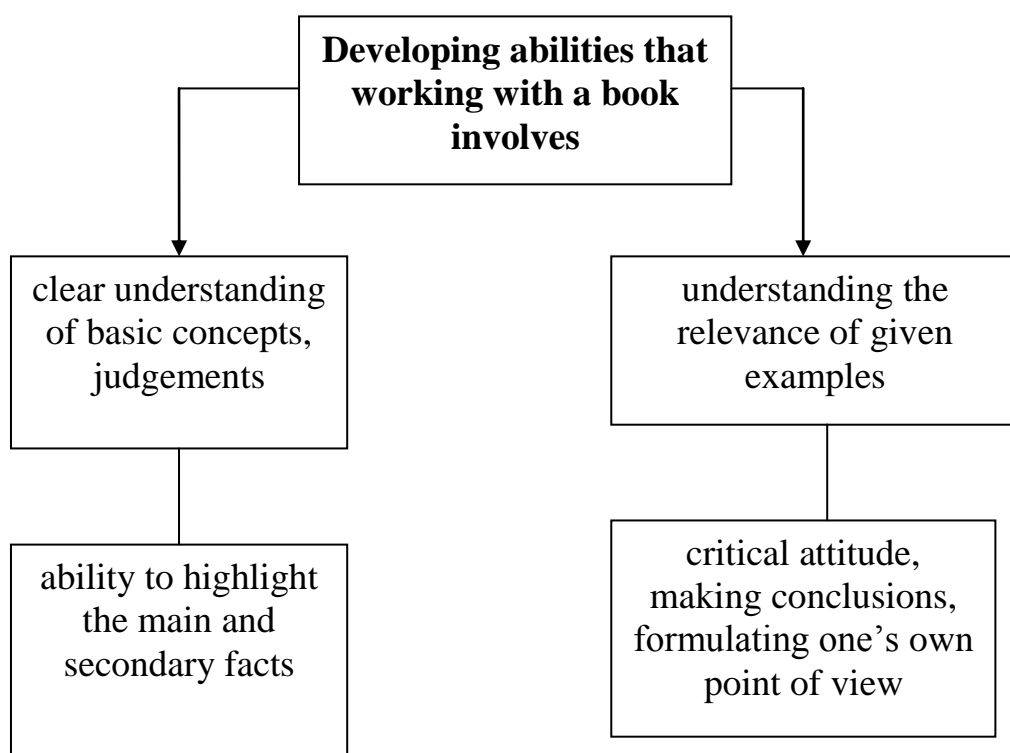 Developing abilities that
working with a book
involves
clear understanding
of basic concepts,
judgements
understanding the
relevance of given
examples
ability to highlight
the main and
secondary facts
critical attitude,
making conclusions,
formulating one’s own
point of view